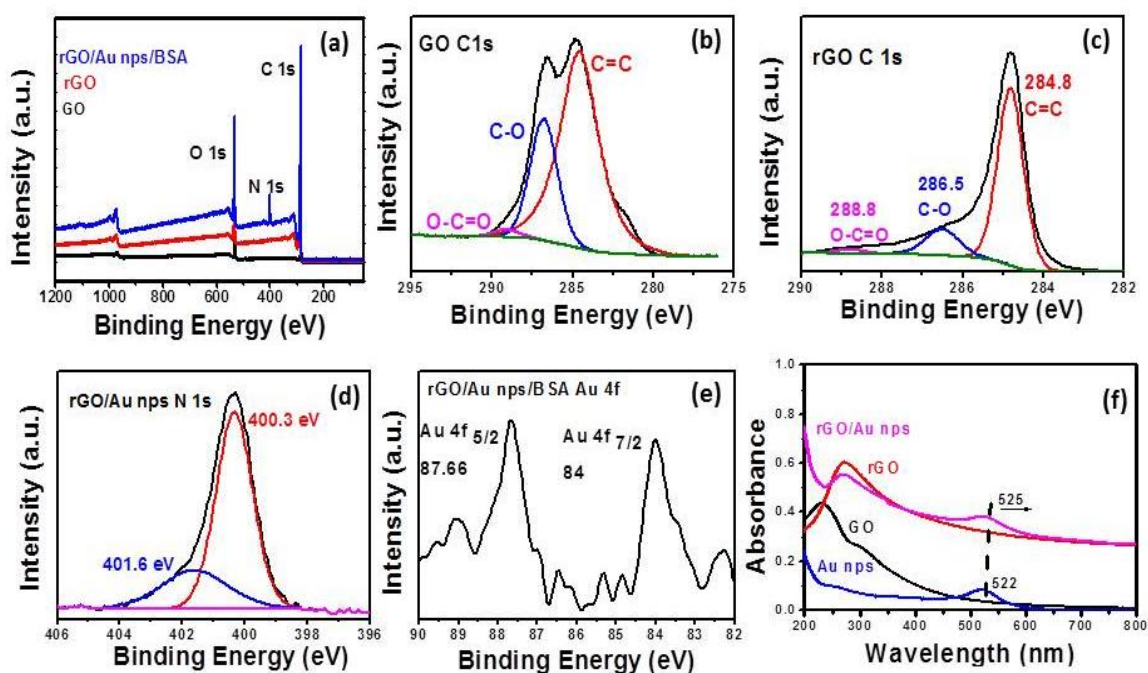 (a)
rGO/Au nps/BSA
rGO
GO
C 1s
O 1s
N 1s
Intensity (a.u.)
1200 1000 800 600 400 200
Binding Energy (eV)
(b)
GO C1s
C=C
C-O
O-C=O
Intensity (a.u.)
295 290 285 280 275
Binding Energy (eV)
(c)
rGO C 1s
284.8
C=C
286.5
C-O
288.8
O-C=O
Intensity (a.u.)
290 288 286 284 282
Binding Energy (eV)
(d)
rGO/Au nps N 1s
400.3 eV
401.6 eV
Intensity (a.u.)
406 404 402 400 398 396
Binding Energy (eV)
(e)
rGO/Au nps/BSA Au 4f
Au 4f 5/2
87.66
Au 4f 7/2
84
Intensity (a.u.)
90 89 88 87 86 85 84 83 82
Binding Energy (eV)
(f)
rGO/Au nps
rGO
525
GO
Au nps
522
Absorbance
1.0
0.8
0.6
0.4
0.2
0.0
200 300 400 500 600 700 800
Wavelength (nm)